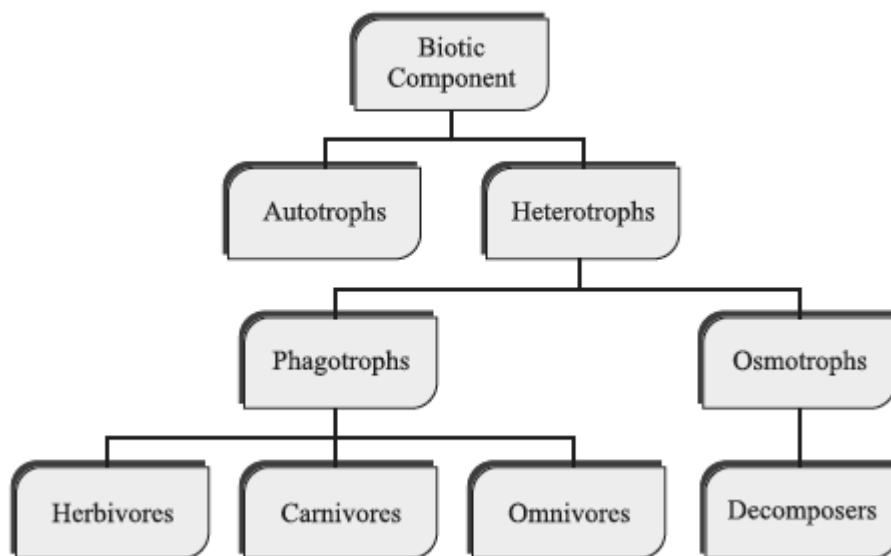 Biotic
Component
Autotrophs
Heterotrophs
Phagotrophs
Osmotrophs
Herbivores
Carnivores
Omnivores
Decomposers